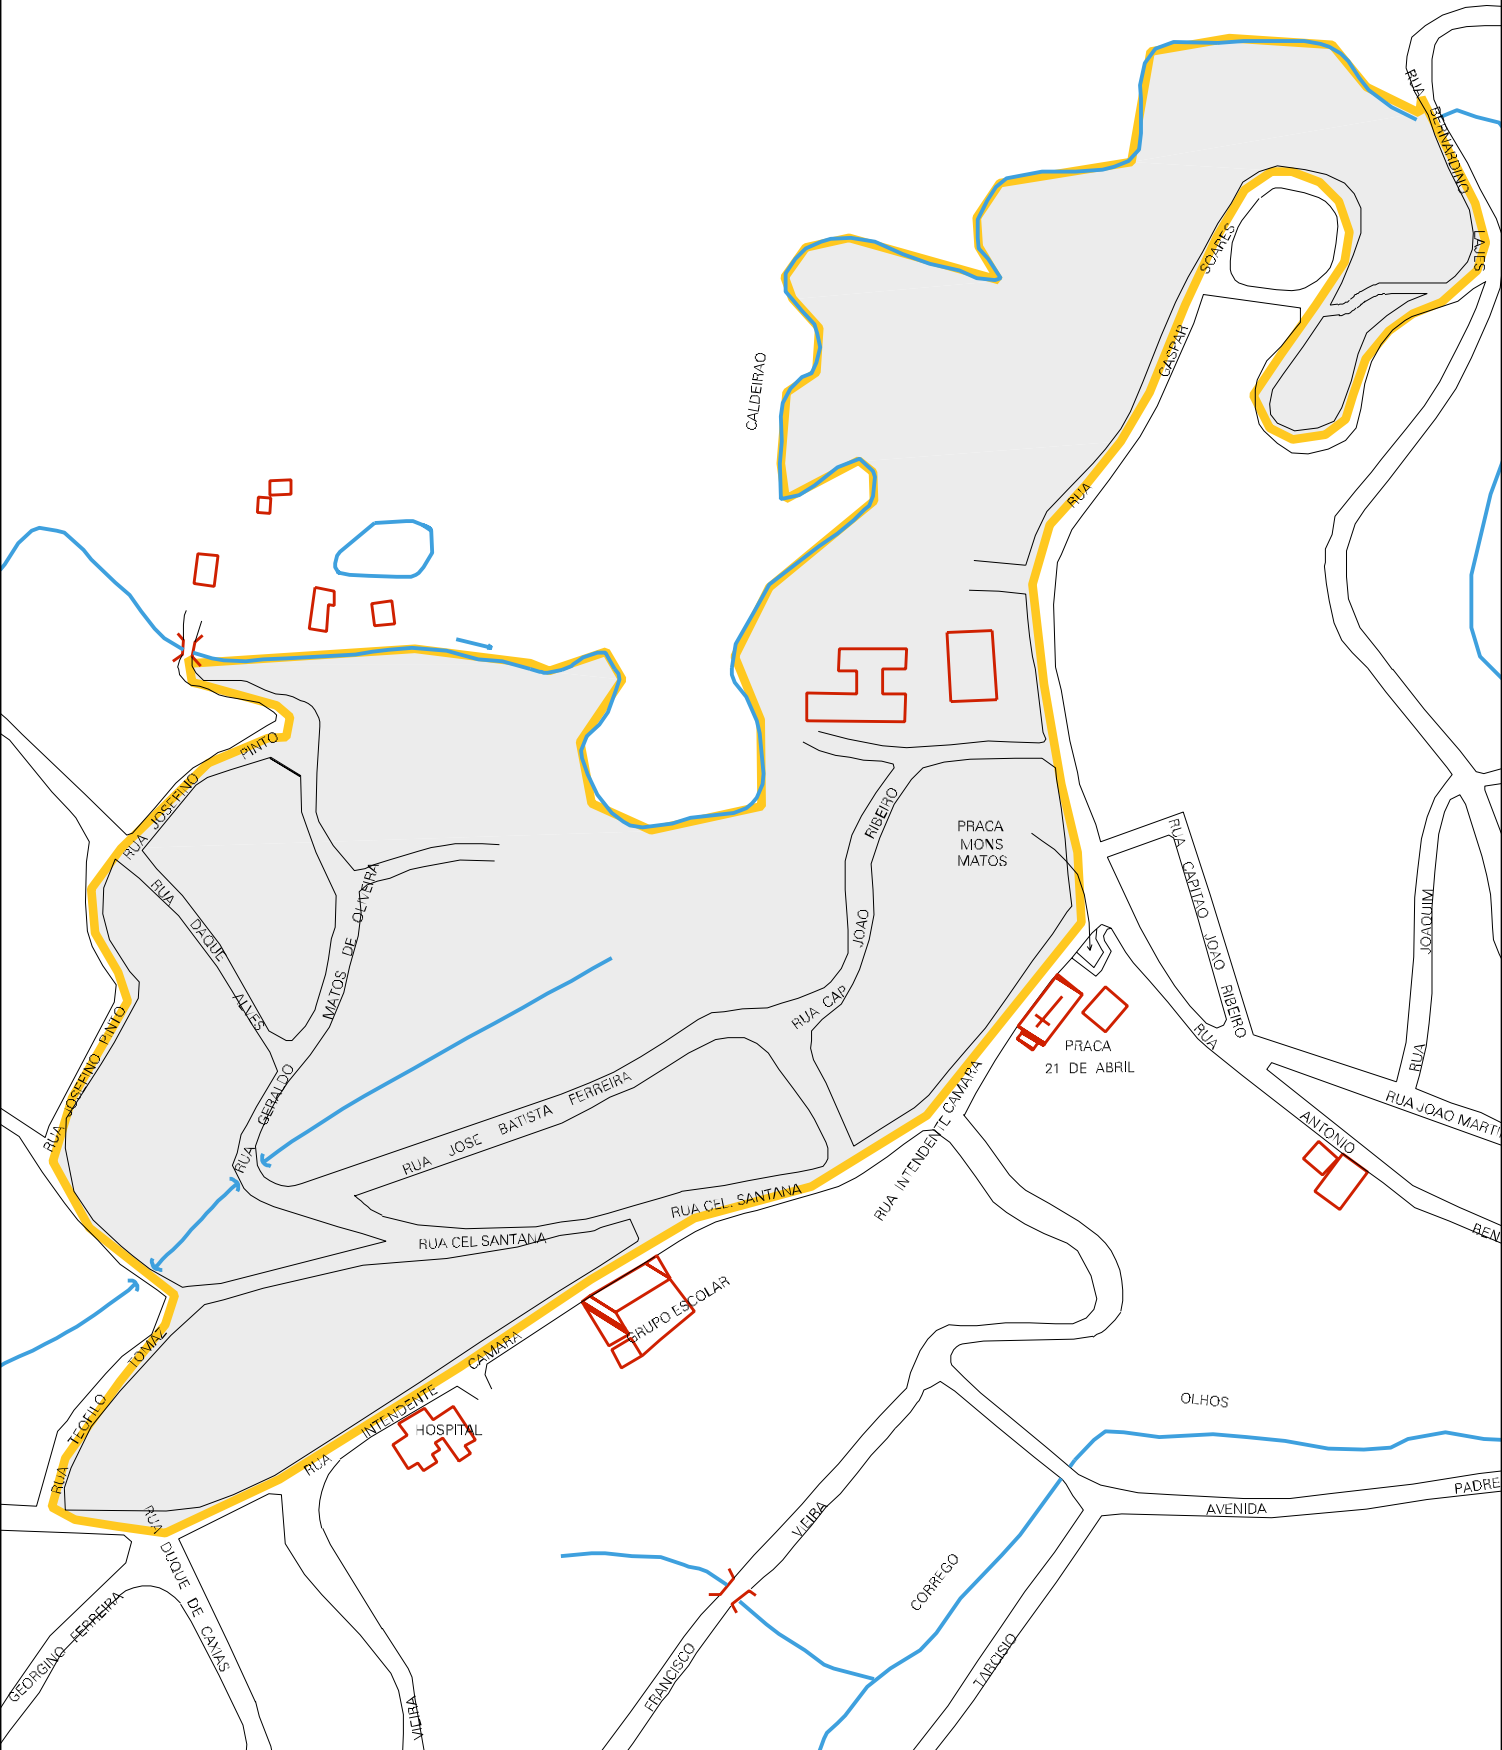 RUA BERNARDINO LAJES
RUA GASPAR SOARES
CALDEIRAO
RUA JOSEFINO PINTO
RUA DAQUE ALVES
RUA GERALDO MATOS DE OLIVEIRA
PRACA
MONS
MATOS
RUA CAP JOAO RIBEIRO
RUA CAPITAO JOAO RIBEIRO
RUA JOAQUIM
RUA JOSEFINO PINTO
RUA JOSE BATISTA FERREIRA
PRACA
21 DE ABRIL
RUA ANTONIO BEN
RUA JOAO MARTI
RUA INTENDENTE CAMARA
RUA CEL. SANTANA
RUA CEL SANTANA
GRUPO ESCOLAR
RUA TEOFILO TOMAZ
RUA INTENDENTE CAMARA
HOSPITAL
OLHOS
AVENIDA PADRE
RUA DUQUE DE CAXIAS
GEORGINO FERREIRA
VIEIRA
FRANCISCO VIEIRA
CORREGO
TARCISIO